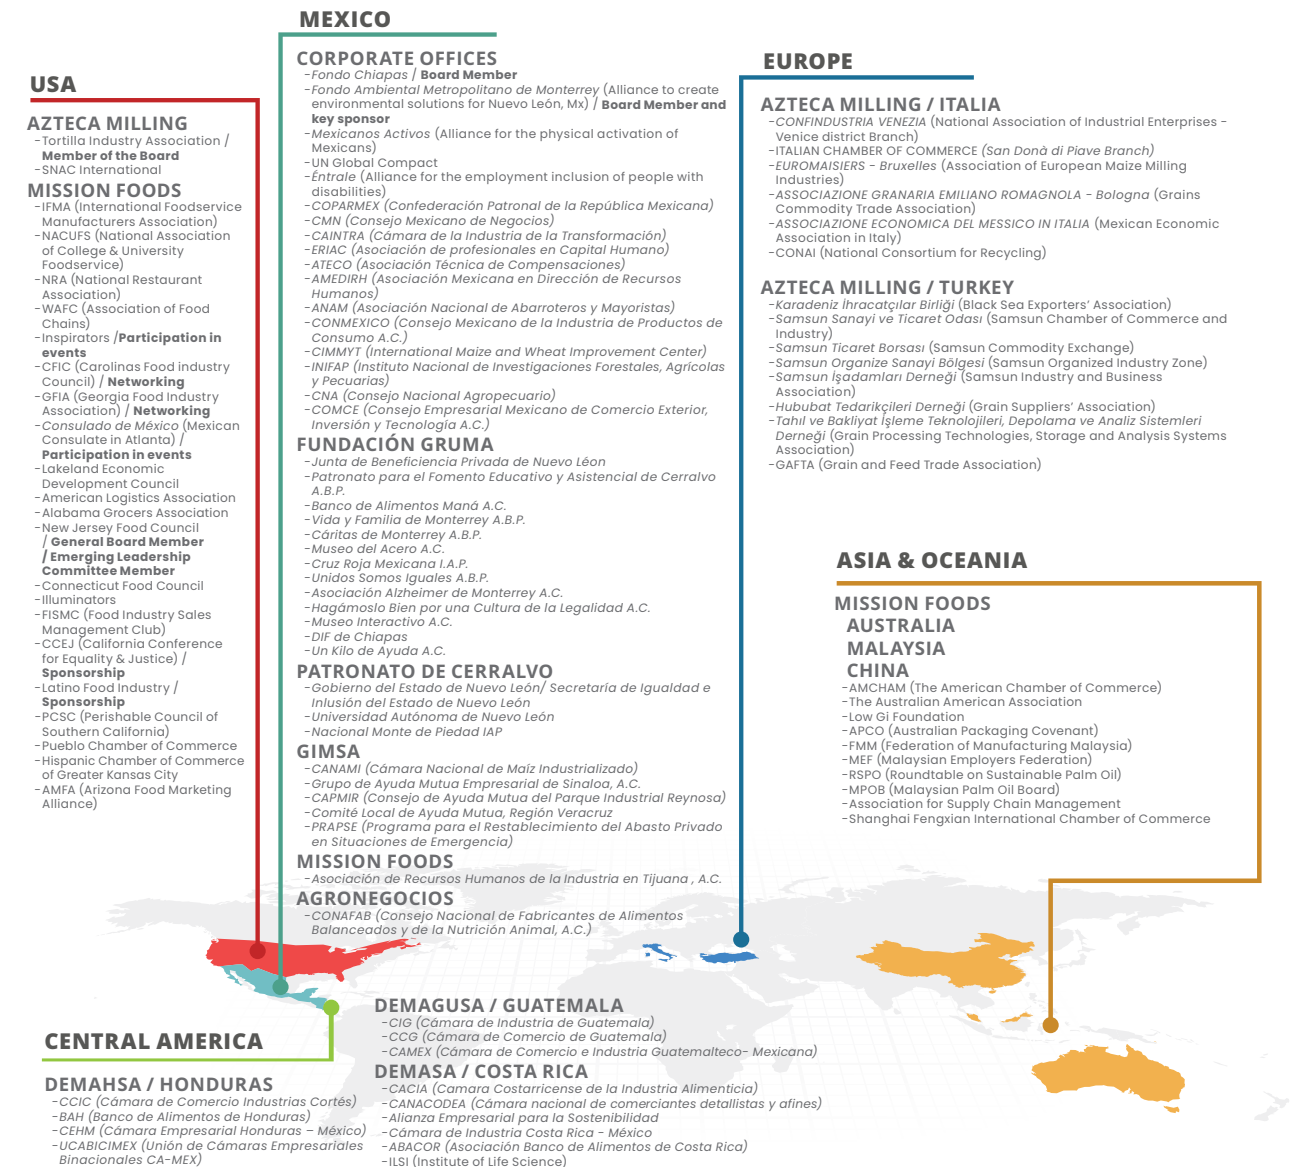 USA
AZTECA MILLING
-Tortilla Industry Association /
Member of the Board
-SNAC International
MISSION FOODS
-IFMA (International Foodservice
Manufacturers Association)
-NACUFS (National Association
of College & University
Foodservice)
-NRA (National Restaurant
Association)
-WAFC (Association of Food
Chains)
-Inspirators /Participation in
events
-CFIC (Carolinas Food industry
Council) / Networking
-GFIA (Georgia Food Industry
Association) / Networking
-Consulado de México (Mexican
Consulate in Atlanta) /
Participation in events
-Lakeland Economic
Development Council
-American Logistics Association
-Alabama Grocers Association
-New Jersey Food Council
/ General Board Member
/ Emerging Leadership
Committee Member
-Connecticut Food Council
-Illuminators
-FISMC (Food Industry Sales
Management Club)
-CCEJ (California Conference
for Equality & Justice) /
Sponsorship
-Latino Food Industry /
Sponsorship
-PCSC (Perishable Council of
Southern California)
-Pueblo Chamber of Commerce
-Hispanic Chamber of Commerce
of Greater Kansas City
-AMFA (Arizona Food Marketing
Alliance)
MEXICO
CORPORATE OFFICES
-Fondo Chiapas / Board Member
-Fondo Ambiental Metropolitano de Monterrey (Alliance to create
environmental solutions for Nuevo León, Mx) / Board Member and
key sponsor
-Mexicanos Activos (Alliance for the physical activation of
Mexicans)
-UN Global Compact
-Éntrale (Alliance for the employment inclusion of people with
disabilities)
-COPARMEX (Confederación Patronal de la República Mexicana)
-CMN (Consejo Mexicano de Negocios)
-CAINTRA (Cámara de la Industria de la Transformación)
-ERIAC (Asociación de profesionales en Capital Humano)
-ATECO (Asociación Técnica de Compensaciones)
-AMEDIRH (Asociación Mexicana en Dirección de Recursos
Humanos)
-ANAM (Asociación Nacional de Abarroteros y Mayoristas)
-CONMEXICO (Consejo Mexicano de la Industria de Productos de
Consumo A.C.)
-CIMMYT (International Maize and Wheat Improvement Center)
-INIFAP (Instituto Nacional de Investigaciones Forestales, Agrícolas
y Pecuarias)
-CNA (Consejo Nacional Agropecuario)
-COMCE (Consejo Empresarial Mexicano de Comercio Exterior,
Inversión y Tecnología A.C.)
FUNDACIÓN GRUMA
-Junta de Beneficiencia Privada de Nuevo Léon
-Patronato para el Fomento Educativo y Asistencial de Cerralvo
A.B.P.
-Banco de Alimentos Maná A.C.
-Vida y Familia de Monterrey A.B.P.
-Cáritas de Monterrey A.B.P.
-Museo del Acero A.C.
-Cruz Roja Mexicana I.A.P.
-Unidos Somos Iguales A.B.P.
-Asociación Alzheimer de Monterrey A.C.
-Hagámoslo Bien por una Cultura de la Legalidad A.C.
-Museo Interactivo A.C.
-DIF de Chiapas
-Un Kilo de Ayuda A.C.
PATRONATO DE CERRALVO
-Gobierno del Estado de Nuevo León/ Secretaría de Igualdad e
Inlusión del Estado de Nuevo León
-Universidad Autónoma de Nuevo León
-Nacional Monte de Piedad IAP
GIMSA
-CANAMI (Cámara Nacional de Maíz Industrializado)
-Grupo de Ayuda Mutua Empresarial de Sinaloa, A.C.
-CAPMIR (Consejo de Ayuda Mutua del Parque Industrial Reynosa)
-Comité Local de Ayuda Mutua, Región Veracruz
-PRAPSE (Programa para el Restablecimiento del Abasto Privado
en Situaciones de Emergencia)
MISSION FOODS
-Asociación de Recursos Humanos de la Industria en Tijuana , A.C.
AGRONEGOCIOS
-CONAFAB (Consejo Nacional de Fabricantes de Alimentos
Balanceados y de la Nutrición Animal, A.C.)
EUROPE
AZTECA MILLING / ITALIA
-CONFINDUSTRIA VENEZIA (National Association of Industrial Enterprises -
Venice district Branch)
-ITALIAN CHAMBER OF COMMERCE (San Donà di Piave Branch)
-EUROMAISIERS - Bruxelles (Association of European Maize Milling
Industries)
-ASSOCIAZIONE GRANARIA EMILIANO ROMAGNOLA - Bologna (Grains
Commodity Trade Association)
-ASSOCIAZIONE ECONOMICA DEL MESSICO IN ITALIA (Mexican Economic
Association in Italy)
-CONAI (National Consortium for Recycling)
AZTECA MILLING / TURKEY
-Karadeniz İhracatçılar Birliği (Black Sea Exporters’ Association)
-Samsun Sanayi ve Ticaret Odası (Samsun Chamber of Commerce and
Industry)
-Samsun Ticaret Borsası (Samsun Commodity Exchange)
-Samsun Organize Sanayi Bölgesi (Samsun Organized Industry Zone)
-Samsun İşadamları Derneği (Samsun Industry and Business
Association)
-Hububat Tedarikçileri Derneği (Grain Suppliers’ Association)
-Tahıl ve Bakliyat İşleme Teknolojileri, Depolama ve Analiz Sistemleri
Derneği (Grain Processing Technologies, Storage and Analysis Systems
Association)
-GAFTA (Grain and Feed Trade Association)
ASIA & OCEANIA
MISSION FOODS
AUSTRALIA
MALAYSIA
CHINA
-AMCHAM (The American Chamber of Commerce)
-The Australian American Association
-Low Gi Foundation
-APCO (Australian Packaging Covenant)
-FMM (Federation of Manufacturing Malaysia)
-MEF (Malaysian Employers Federation)
-RSPO (Roundtable on Sustainable Palm Oil)
-MPOB (Malaysian Palm Oil Board)
-Association for Supply Chain Management
-Shanghai Fengxian International Chamber of Commerce
CENTRAL AMERICA
DEMAHSA / HONDURAS
-CCIC (Cámara de Comercio Industrias Cortés)
-BAH (Banco de Alimentos de Honduras)
-CEHM (Cámara Empresarial Honduras – México)
-UCABICIMEX (Unión de Cámaras Empresariales
Binacionales CA-MEX)
DEMAGUSA / GUATEMALA
-CIG (Cámara de Industria de Guatemala)
-CCG (Cámara de Comercio de Guatemala)
-CAMEX (Cámara de Comercio e Industria Guatemalteco- Mexicana)
DEMASA / COSTA RICA
-CACIA (Camara Costarricense de la Industria Alimenticia)
-CANACODEA (Cámara nacional de comerciantes detallistas y afines)
-Alianza Empresarial para la Sostenibilidad
-Cámara de Industria Costa Rica - México
-ABACOR (Asociación Banco de Alimentos de Costa Rica)
-ILSI (Institute of Life Science)